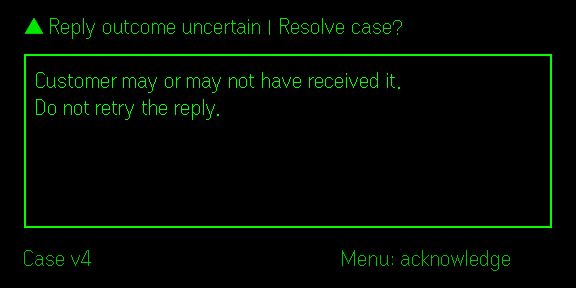 ▲ Reply outcome uncertain | Resolve case?
Customer may or may not have received it.
Do not retry the reply.
Case v4
Menu: acknowledge